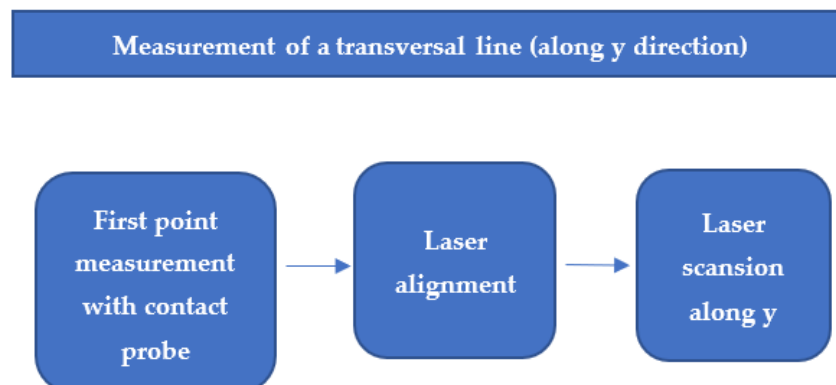 Measurement of a transversal line (along y direction)
First point
measurement
with contact
probe
Laser
alignment
Laser
scansion
along y